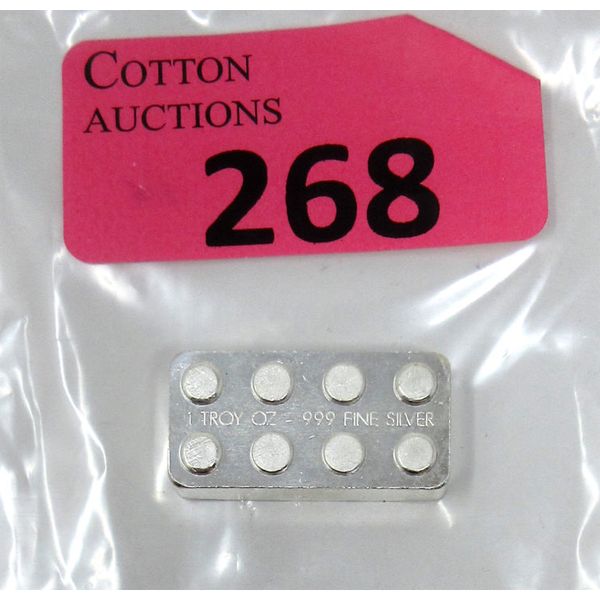 COTTON
AUCTIONS
268
1 TROY OZ - 999 FINE SILVER